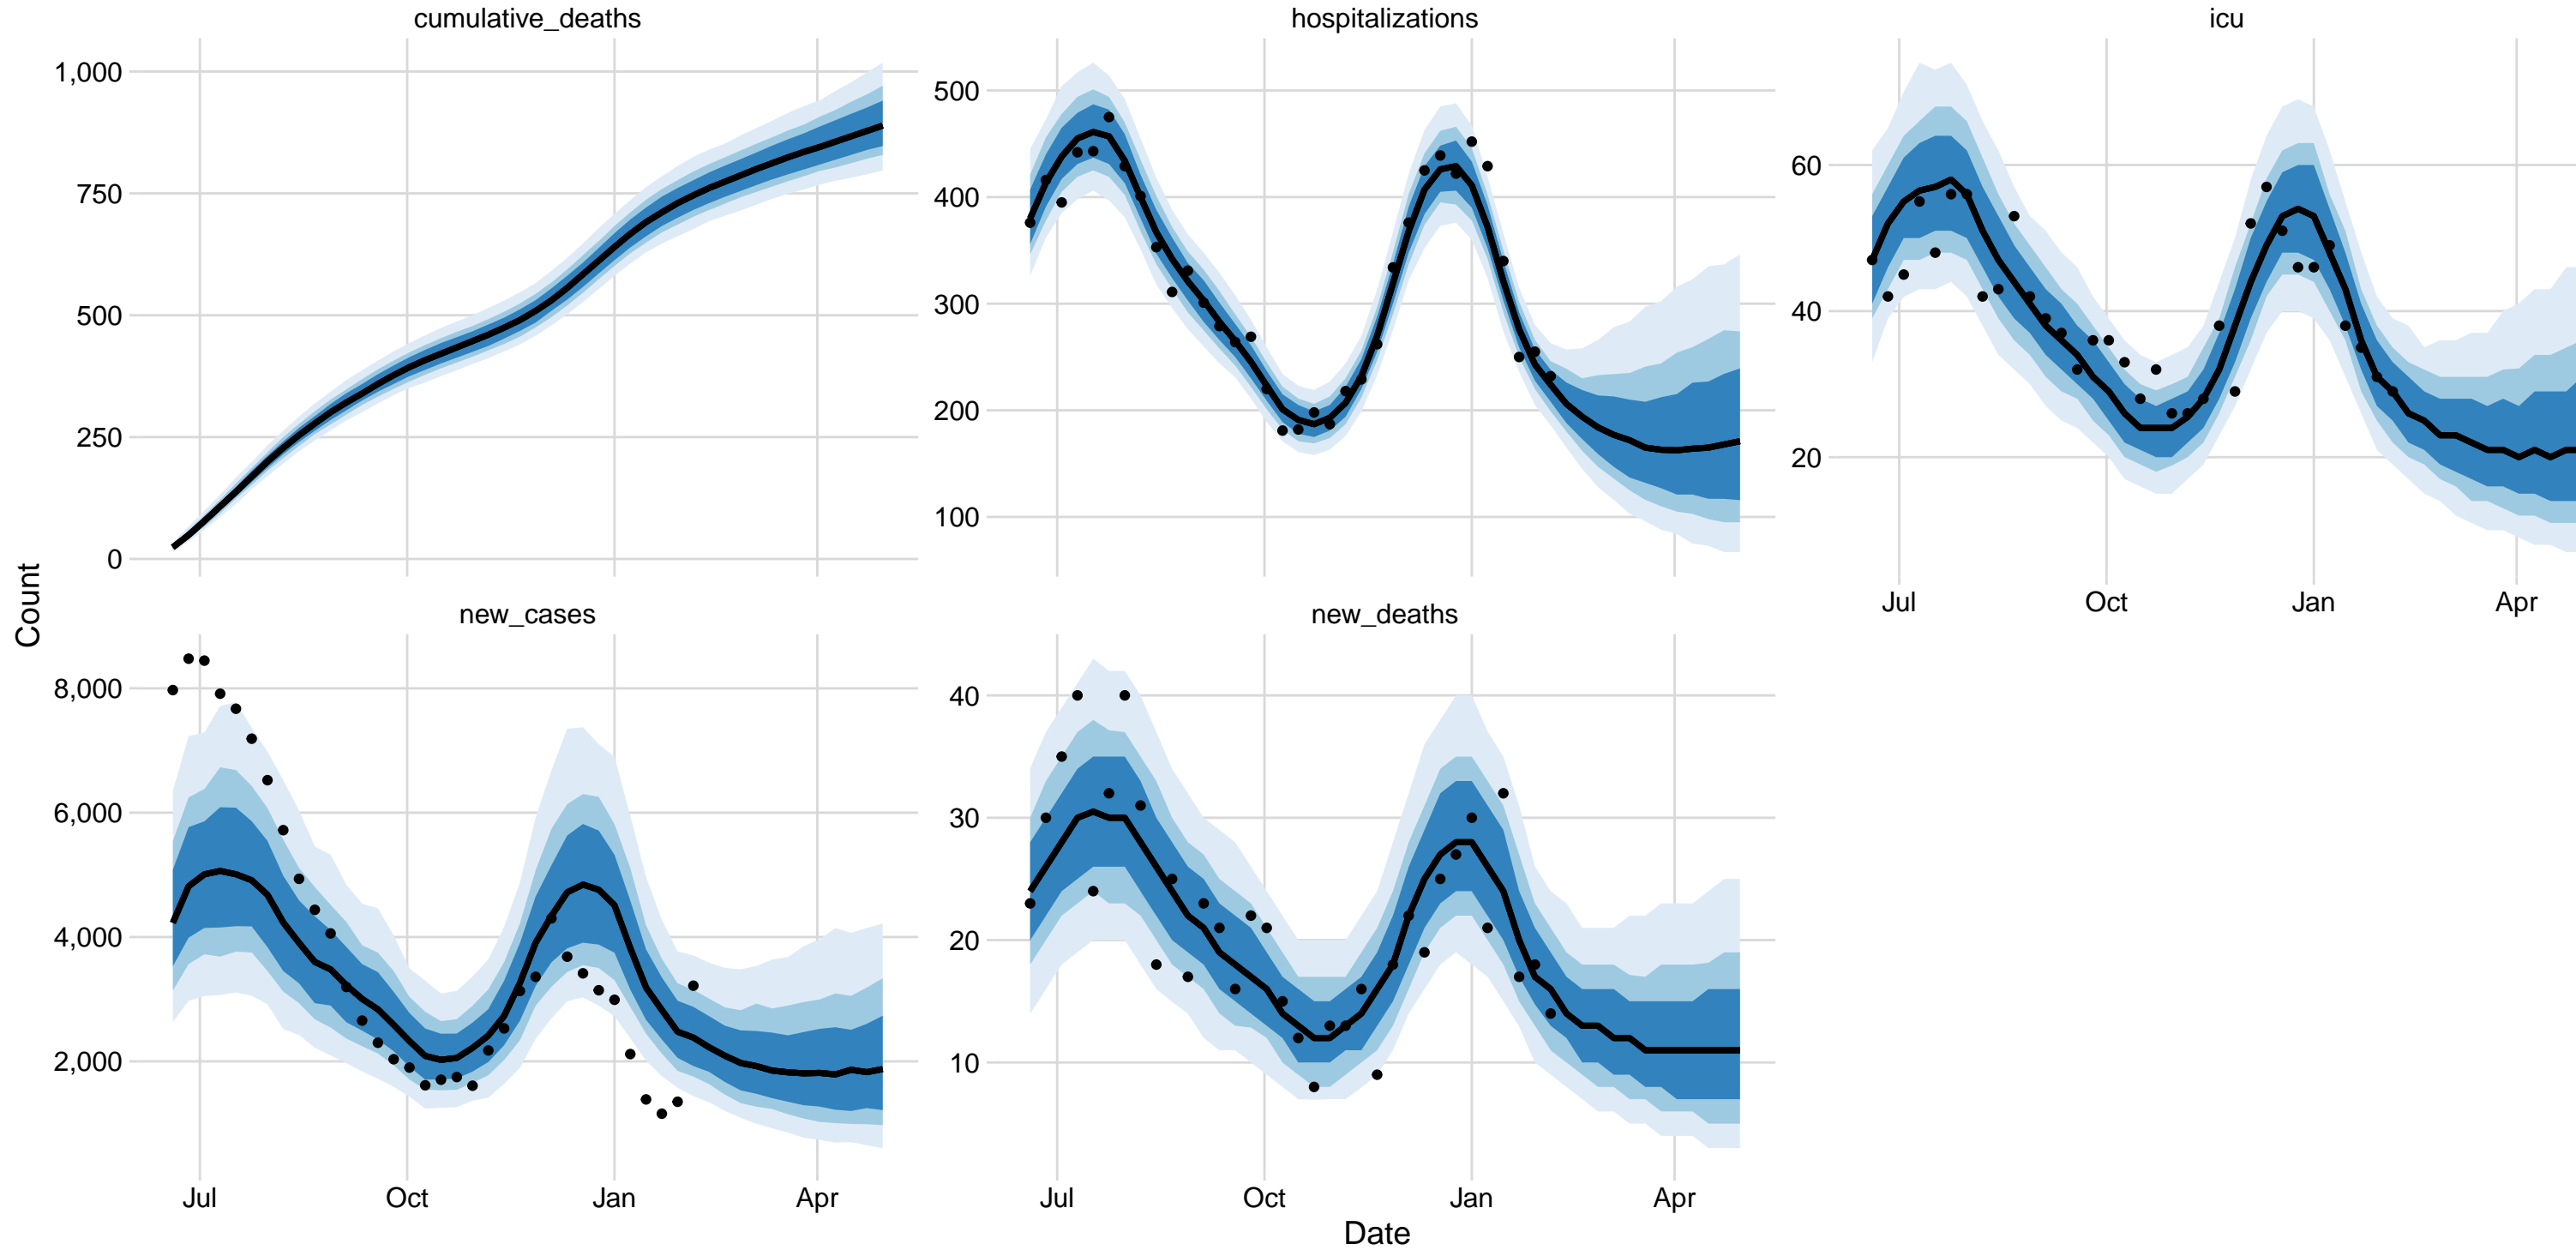 cumulative_deaths
hospitalizations
icu
1,000
750
500
250
0
500
400
300
200
100
60
40
20
Jul
Oct
Jan
Apr
Count
new_cases
new_deaths
8,000
6,000
4,000
2,000
40
30
20
10
Jul
Oct
Jan
Apr
Jul
Oct
Jan
Apr
Date